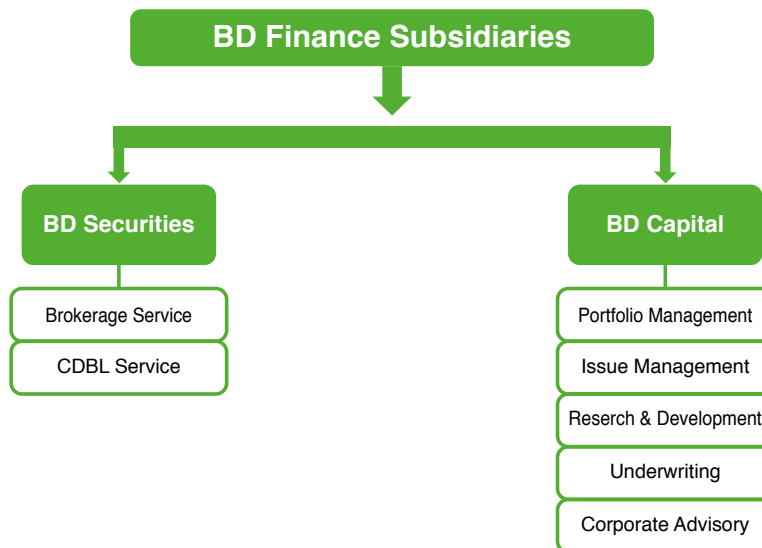 BD Finance Subsidiaries
BD Securities
Brokerage Service
CDBL Service
BD Capital
Portfolio Management
Issue Management
Reserch & Development
Underwriting
Corporate Advisory